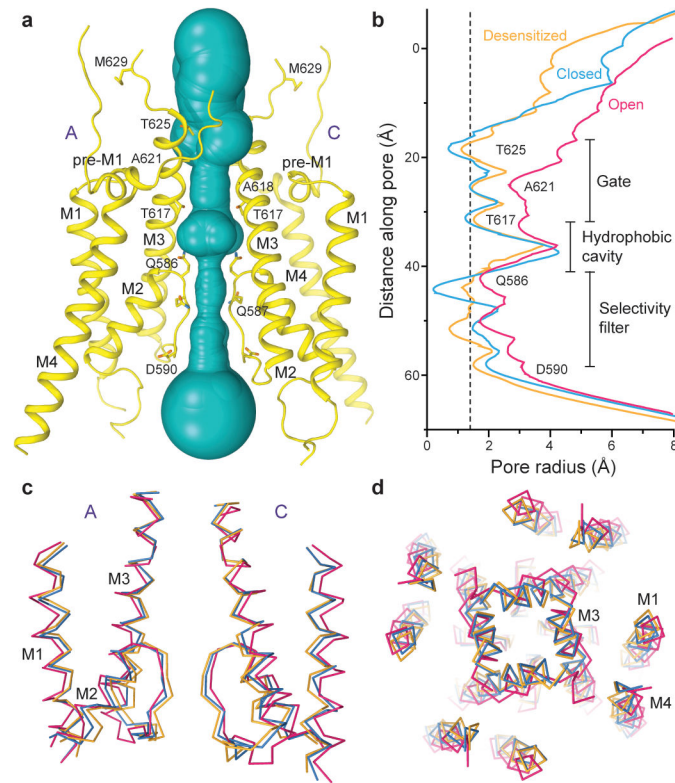 a
M629
M629
A
T625
C
pre-M1
A621
pre-M1
A618
M1
T617
T617
M1
M3
M3
Q586
M4
M2
Q587
M4
D590
M2
b
Desensitized
Closed
Open
T625
A621
T617
Q586
D590
Gate
Hydrophobic
cavity
Selectivity
filter
Distance along pore (Å)
0
20
40
60
0
2
4
6
8
Pore radius (Å)
c
A
C
M3
M1
M2
d
M1
M3
M4